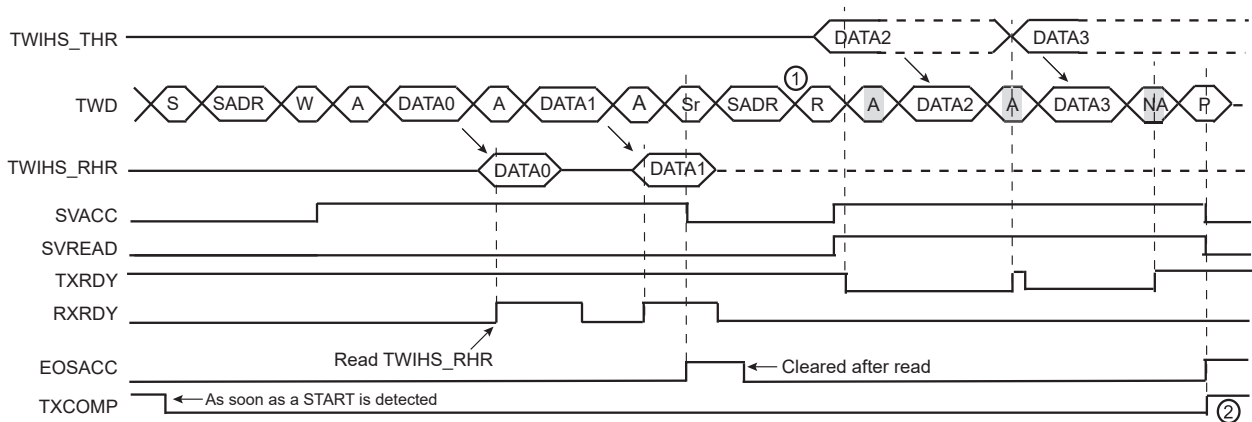 TWIHS_THR DATA2 DATA3
TWD S SADR W A DATA0 A DATA1 A Sr SADR 1 R A DATA2 A DATA3 NA P
TWIHS_RHR DATA0 DATA1
SVACC
SVREAD
TXRDY
RXRDY
Read TWIHS_RHR
EOSACC Cleared after read
TXCOMP As soon as a START is detected 2